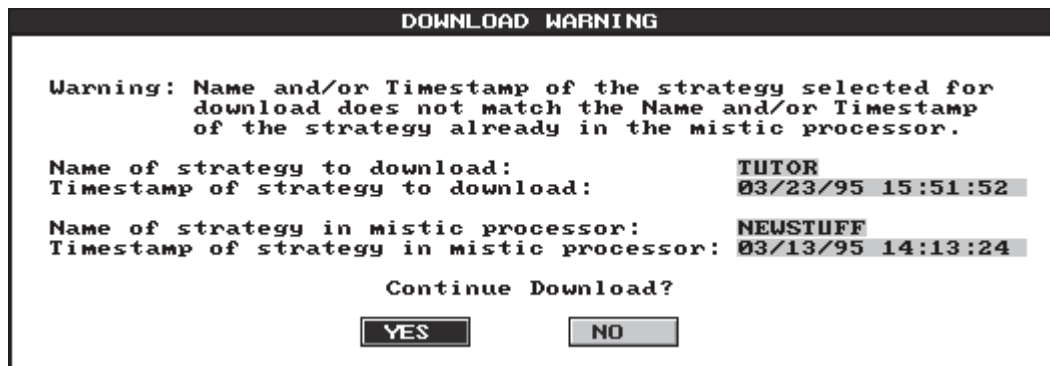 DOWNLOAD WARNING
Warning: Name and/or Timestamp of the strategy selected for
download does not match the Name and/or Timestamp
of the strategy already in the mistic processor.
Name of strategy to download: TUTOR
Timestamp of strategy to download: 03/23/95 15:51:52
Name of strategy in mistic processor: NEWSTUFF
Timestamp of strategy in mistic processor: 03/13/95 14:13:24
Continue Download?
YES NO